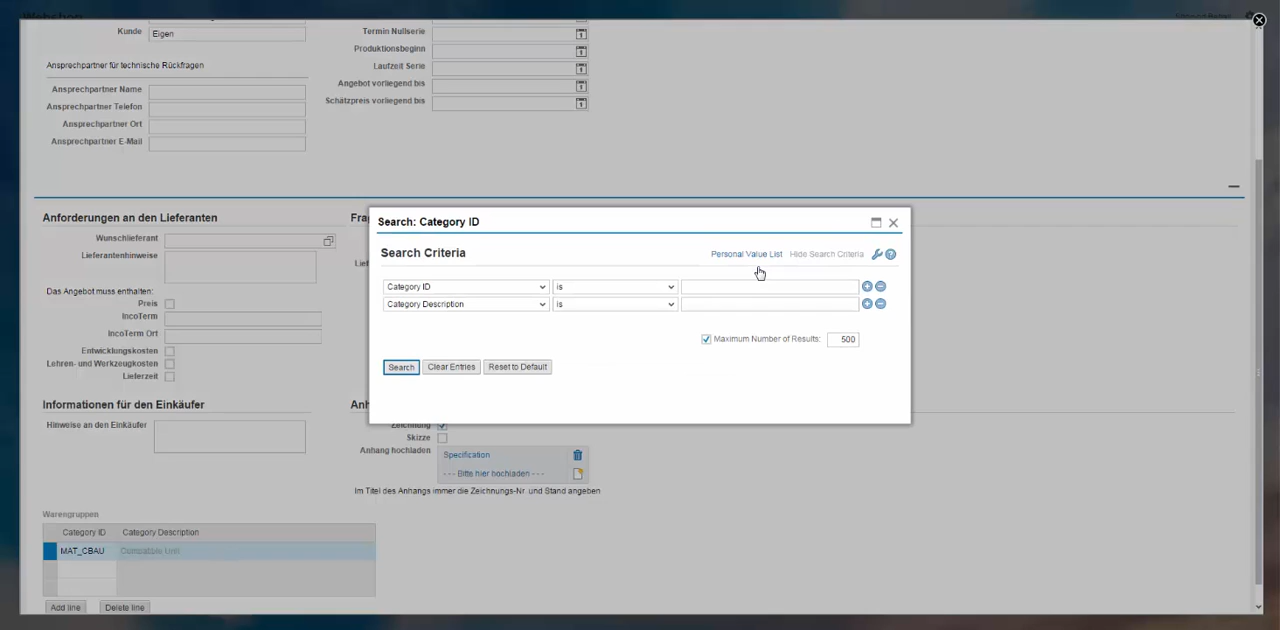 Webshop
Kunde Eigen
Termin Nullserie
Produktionsbeginn
Laufzeit Serie
Angebot vorliegend bis
Schätzpreis vorliegend bis
Ansprechpartner für technische Rückfragen
Ansprechpartner Name
Ansprechpartner Telefon
Ansprechpartner Ort
Ansprechpartner E-Mail
Anforderungen an den Lieferanten
Wunschlieferant
Lieferantenhinweise
Das Angebot muss enthalten:
Preis
IncoTerm
IncoTerm Ort
Entwicklungskosten
Lehren- und Werkzeugkosten
Lieferzeit
Search: Category ID
Search Criteria
Personal Value List Hide Search Criteria
Category ID is
Category Description is
Maximum Number of Results: 500
Search Clear Entries Reset to Default
Informationen für den Einkäufer
Hinweise an den Einkäufer
Zeichnung
Skizze
Anhang hochladen
Specification
- - - Bitte hier hochladen - - -
Im Titel des Anhangs immer die Zeichnungs-Nr. und Stand angeben
Warengruppen
Category ID Category Description
MAT_CBAU
Add line Delete line